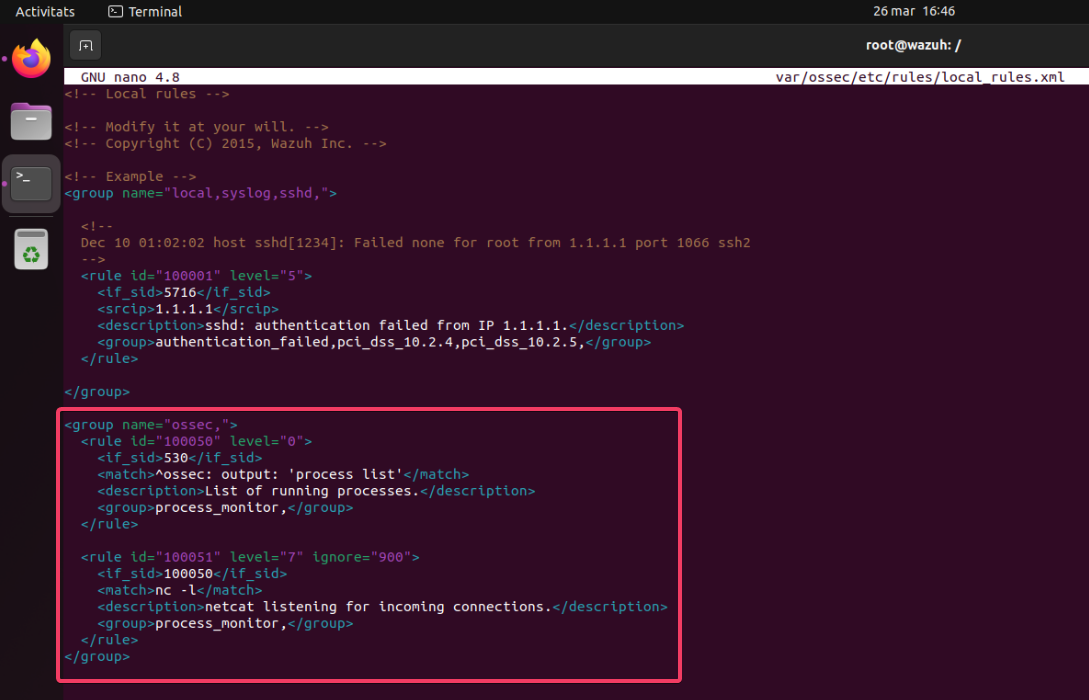 Activitats
Terminal
26 mar 16:46
root@wazuh: /
GNU nano 4.8
var/ossec/etc/rules/local_rules.xml
<!-- Local rules -->
<!-- Modify it at your will. -->
<!-- Copyright (C) 2015, Wazuh Inc. -->
<!-- Example -->
<group name="local,syslog,sshd,">
<!--
Dec 10 01:02:02 host sshd[1234]: Failed none for root from 1.1.1.1 port 1066 ssh2
-->
<rule id="100001" level="5">
<if_sid>5716</if_sid>
<srcip>1.1.1.1</srcip>
<description>sshd: authentication failed from IP 1.1.1.1.</description>
<group>authentication_failed,pci_dss_10.2.4,pci_dss_10.2.5,</group>
</rule>
</group>
<group name="ossec,">
<rule id="100050" level="0">
<if_sid>530</if_sid>
<match>^ossec: output: 'process list'</match>
<description>List of running processes.</description>
<group>process_monitor,</group>
</rule>
<rule id="100051" level="7" ignore="900">
<if_sid>100050</if_sid>
<match>nc -l</match>
<description>netcat listening for incoming connections.</description>
<group>process_monitor,</group>
</rule>
</group>